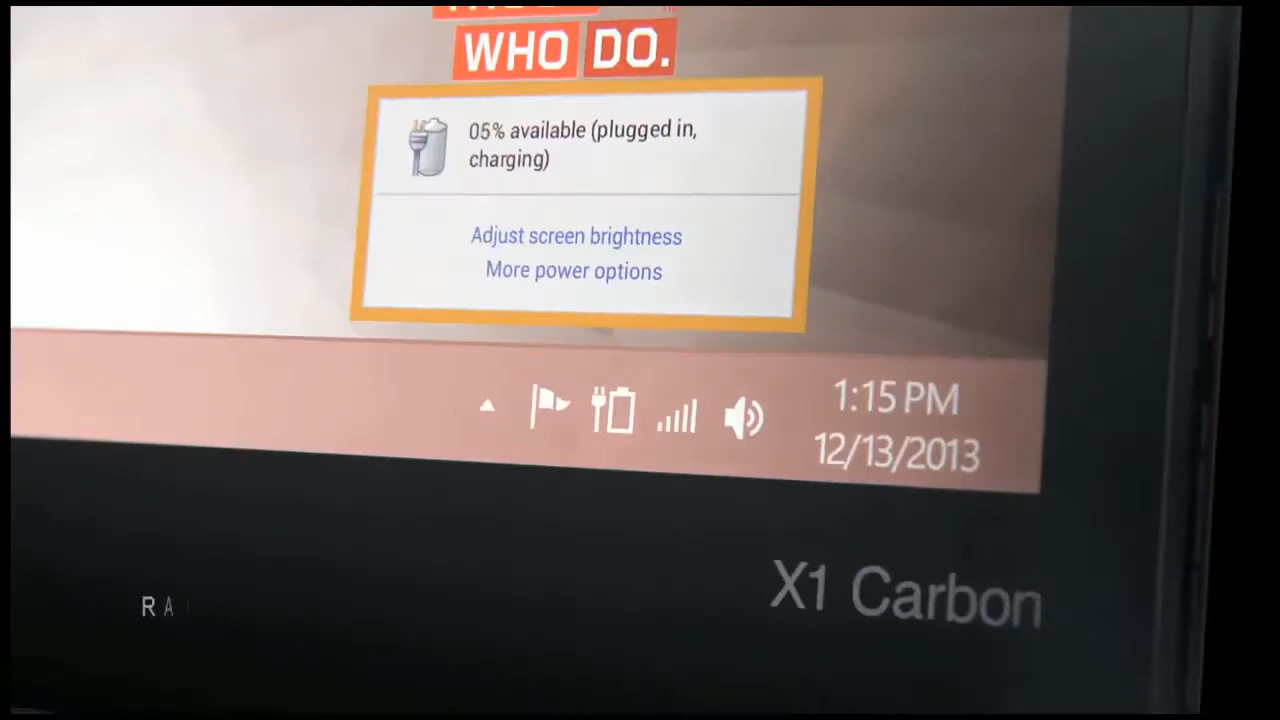 WHO DO.
05% available (plugged in,
charging)
Adjust screen brightness
More power options
1:15 PM
12/13/2013
X1 Carbon
RA